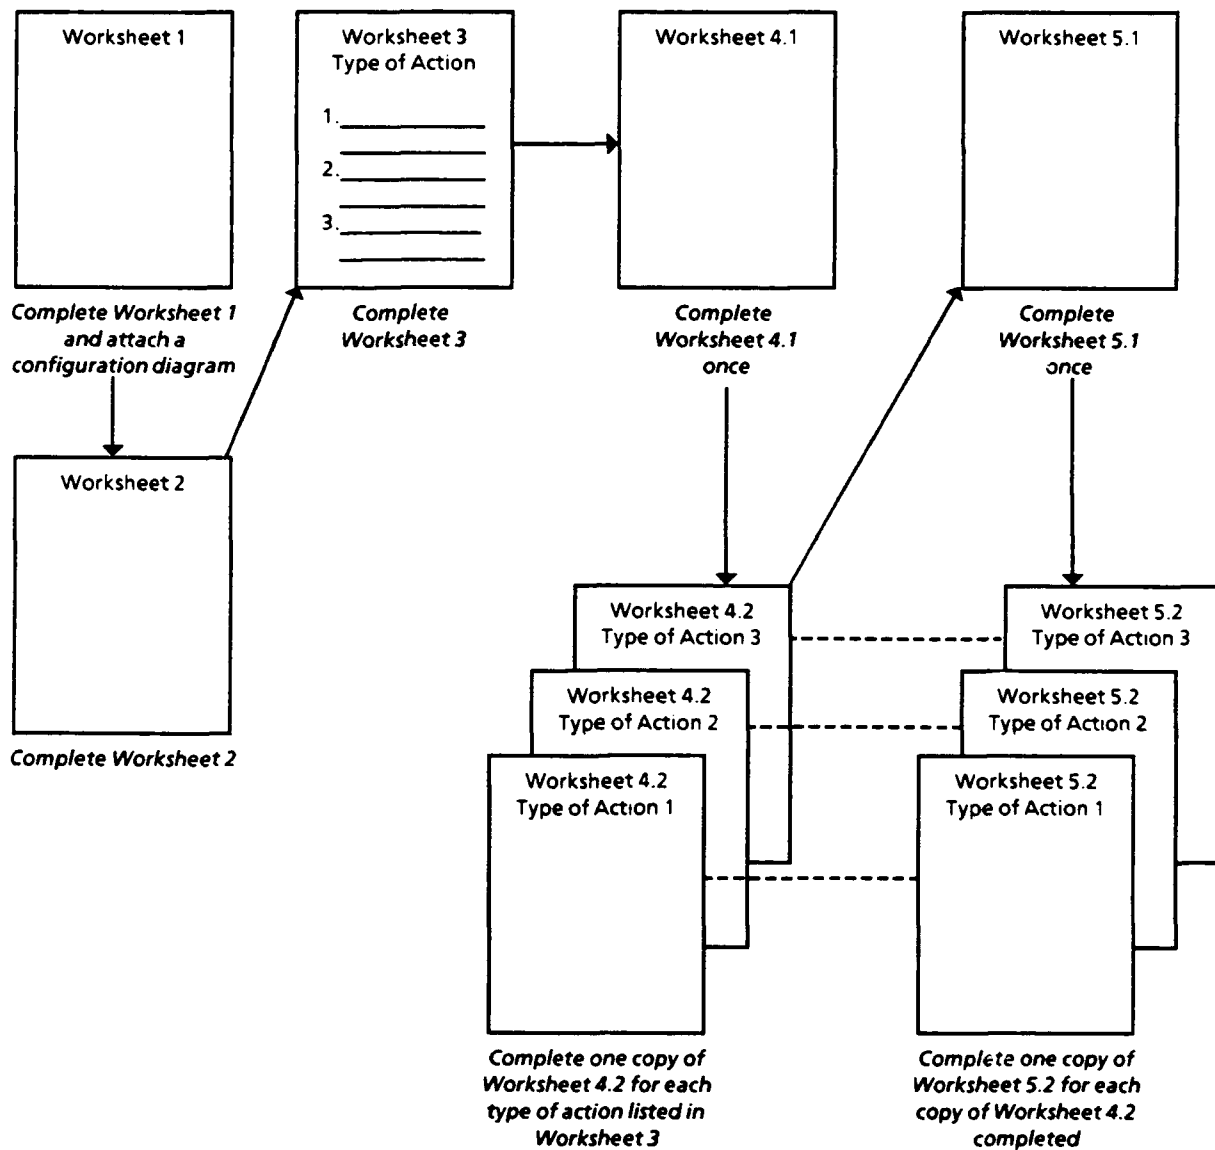 Worksheet 1
Complete Worksheet 1
and attach a
configuration diagram
Worksheet 2
Complete Worksheet 2
Worksheet 3
Type of Action
1.
2.
3.
Complete
Worksheet 3
Worksheet 4.1
Complete
Worksheet 4.1
once
Worksheet 4.2
Type of Action 3
Worksheet 4.2
Type of Action 2
Worksheet 4.2
Type of Action 1
Complete one copy of
Worksheet 4.2 for each
type of action listed in
Worksheet 3
Worksheet 5.1
Complete
Worksheet 5.1
once
Worksheet 5.2
Type of Action 3
Worksheet 5.2
Type of Action 2
Worksheet 5.2
Type of Action 1
Complete one copy of
Worksheet 5.2 for each
copy of Worksheet 4.2
completed